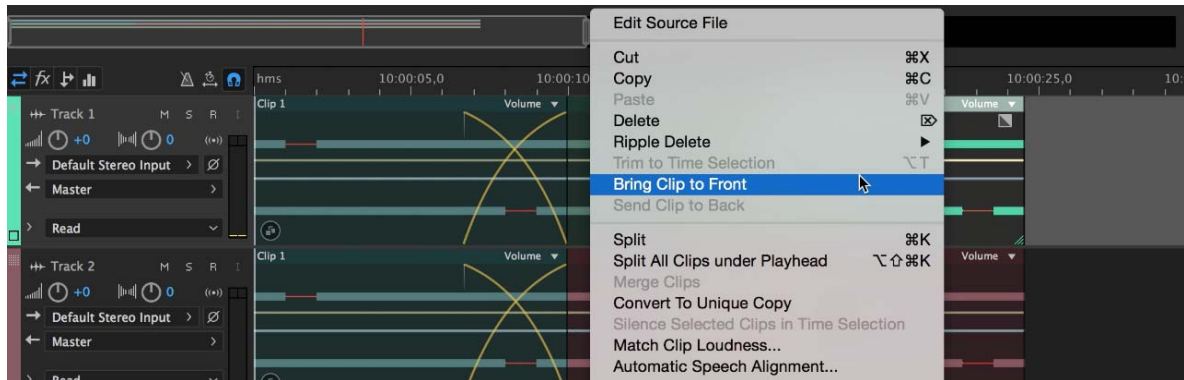 Edit Source File
Cut ⌘X
Copy ⌘C
Paste ⌘V
Delete ⌦
Ripple Delete ▶
Trim to Time Selection ⌥T
Bring Clip to Front
Send Clip to Back
Split ⌘K
Split All Clips under Playhead ⌥⇧⌘K
Merge Clips
Convert To Unique Copy
Silence Selected Clips in Time Selection
Match Clip Loudness...
Automatic Speech Alignment...
fx hms 10:00:05,0 10:00:10 10:00:25,0 10:
Track 1 M S R I
+0 0
Default Stereo Input
Master
Read
Clip 1 Volume
Volume
Track 2 M S R I
+0 0
Default Stereo Input
Master
Clip 1 Volume
Volume